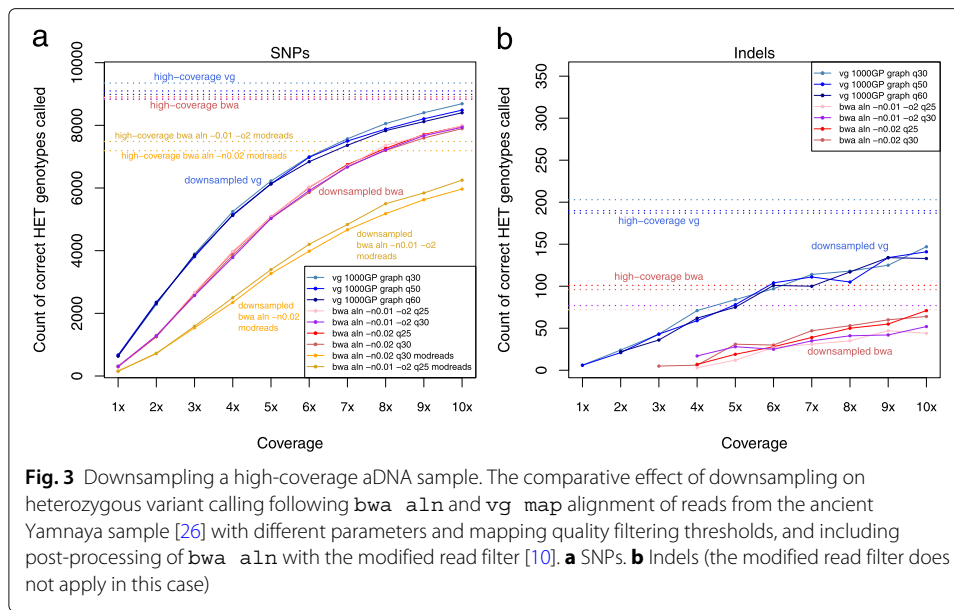 a
SNPs
Count of correct HET genotypes called
10000
8000
6000
4000
2000
0
high−coverage vg
high−coverage bwa
high−coverage bwa aln −n0.01 −o2 modreads
high−coverage bwa aln −n0.02 modreads
downsampled vg
downsampled bwa
downsampled
bwa aln −n0.01 −o2
modreads
downsampled
bwa aln −n0.02
modreads
vg 1000GP graph q30
vg 1000GP graph q50
vg 1000GP graph q60
bwa aln −n0.01 −o2 q25
bwa aln −n0.01 −o2 q30
bwa aln −n0.02 q25
bwa aln −n0.02 q30
bwa aln −n0.02 q30 modreads
bwa aln −n0.01 −o2 q25 modreads
1x 2x 3x 4x 5x 6x 7x 8x 9x 10x
Coverage
b
Indels
Count of correct HET genotypes called
350
300
250
200
150
100
50
0
vg 1000GP graph q30
vg 1000GP graph q50
vg 1000GP graph q60
bwa aln −n0.01 −o2 q25
bwa aln −n0.01 −o2 q30
bwa aln −n0.02 q25
bwa aln −n0.02 q30
high−coverage vg
downsampled vg
high−coverage bwa
downsampled bwa
1x 2x 3x 4x 5x 6x 7x 8x 9x 10x
Coverage
Fig. 3 Downsampling a high-coverage aDNA sample. The comparative effect of downsampling on
heterozygous variant calling following bwa aln and vg map alignment of reads from the ancient
Yamnaya sample [26] with different parameters and mapping quality filtering thresholds, and including
post-processing of bwa aln with the modified read filter [10]. a SNPs. b Indels (the modified read filter does
not apply in this case)